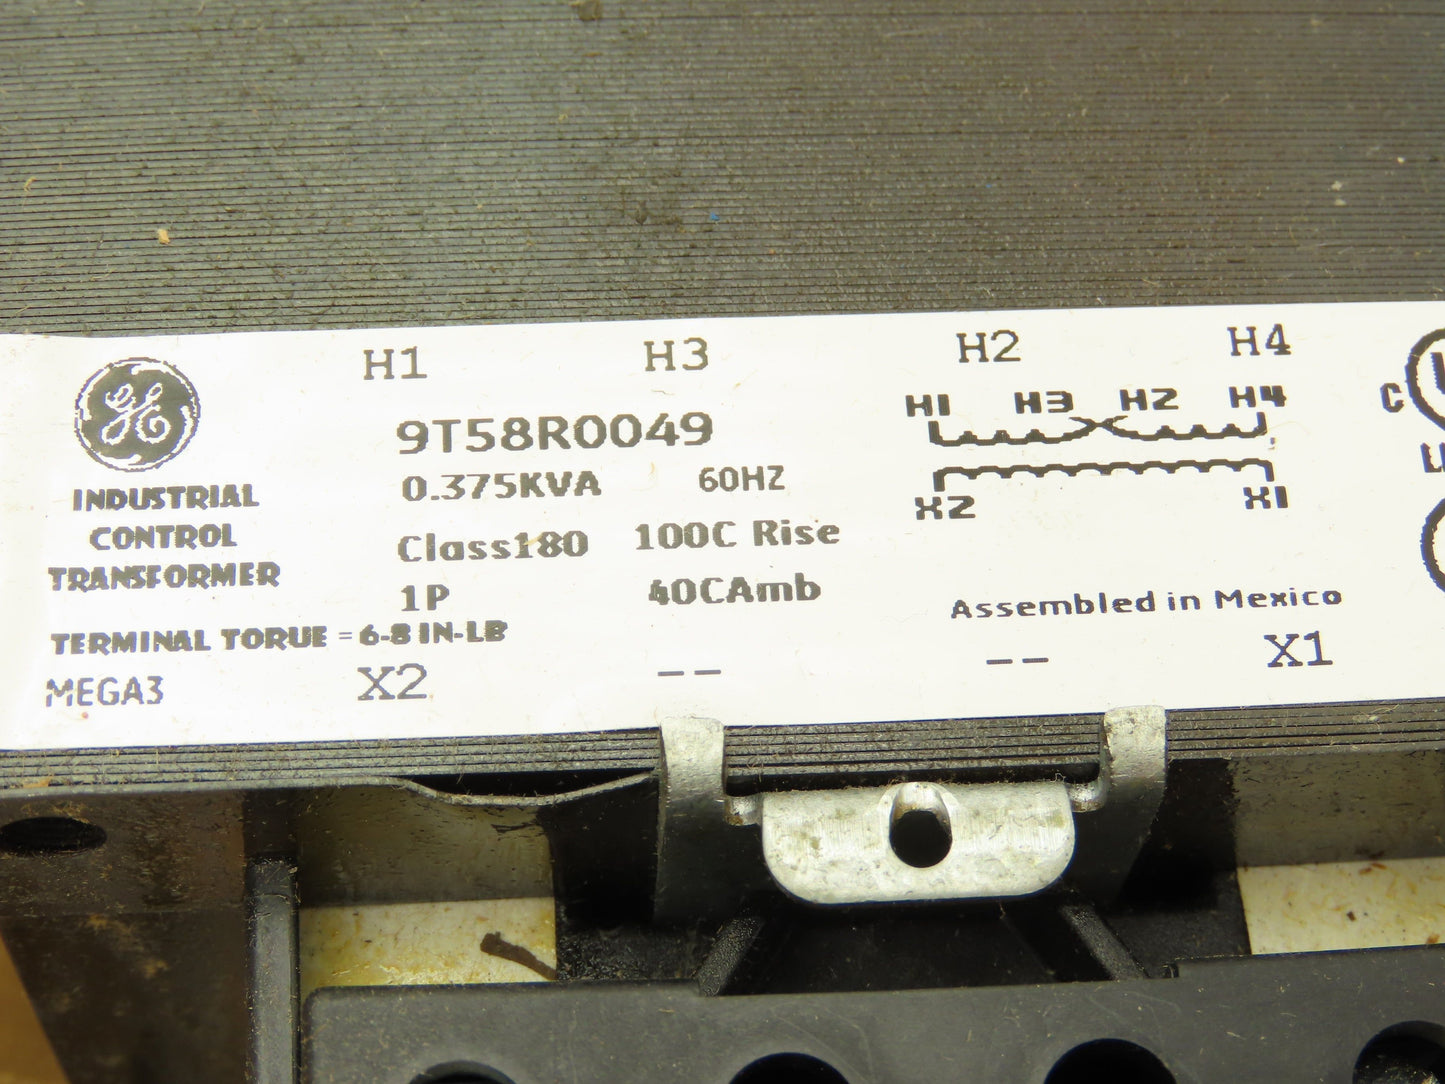 H1 H3 H2 H4
GE
INDUSTRIAL
CONTROL
TRANSFORMER
9T58R0049
0.375KVA 60HZ
Class180 100C Rise
1P 40CAmb
TERMINAL TORUE = 6-8 IN-LB
MEGA3
H1 H3 H2 H4
X2 X1
Assembled in Mexico
X2 -- -- X1
C